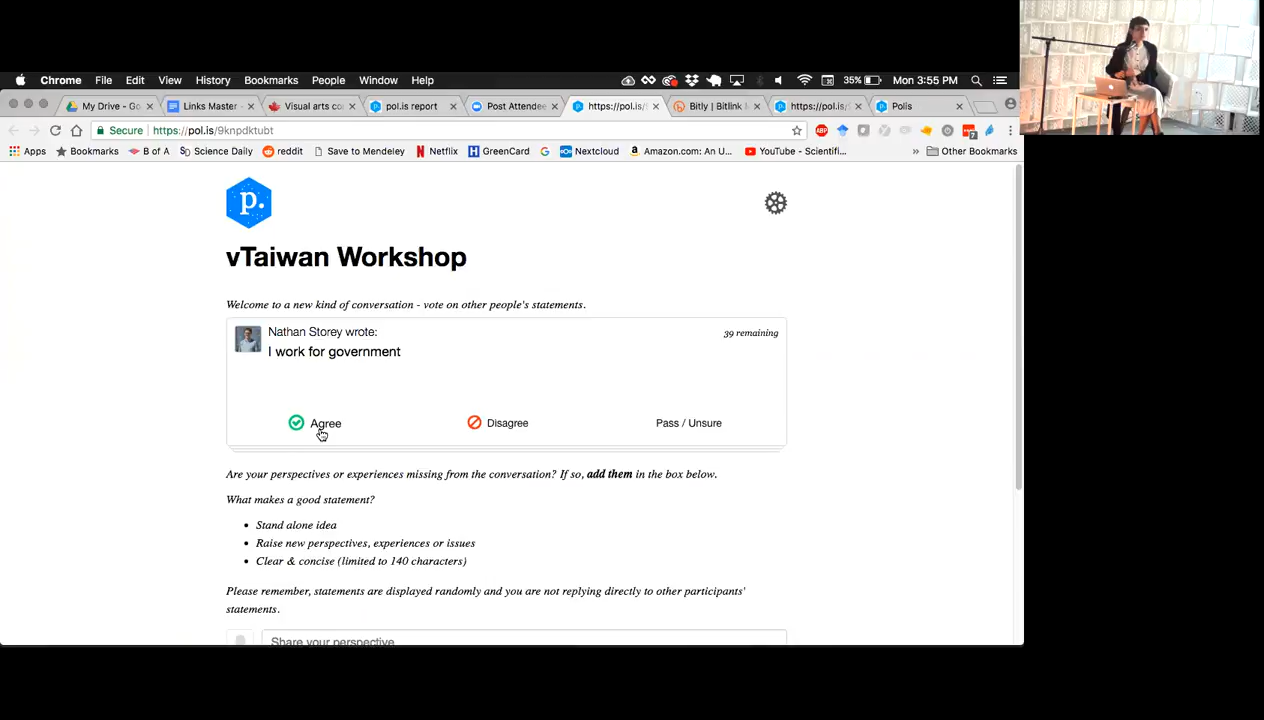 Chrome File Edit View History Bookmarks People Window Help 35% Mon 3:55 PM
My Drive - Go
Links Master -
Visual arts co
pol.is report
Post Attendee
https://pol.is/
Bitly | Bitlink
https://pol.is/
Polis
Secure https://pol.is/9knpdktubt
Apps Bookmarks B of A Science Daily reddit Save to Mendeley Netflix GreenCard Nextcloud Amazon.com: An U... YouTube - Scientifi... » Other Bookmarks
p.
vTaiwan Workshop
Welcome to a new kind of conversation - vote on other people's statements.
Nathan Storey wrote:
39 remaining
I work for government
Agree Disagree Pass / Unsure
Are your perspectives or experiences missing from the conversation? If so, add them in the box below.
What makes a good statement?
• Stand alone idea
• Raise new perspectives, experiences or issues
• Clear & concise (limited to 140 characters)
Please remember, statements are displayed randomly and you are not replying directly to other participants'
statements.
Share your perspective